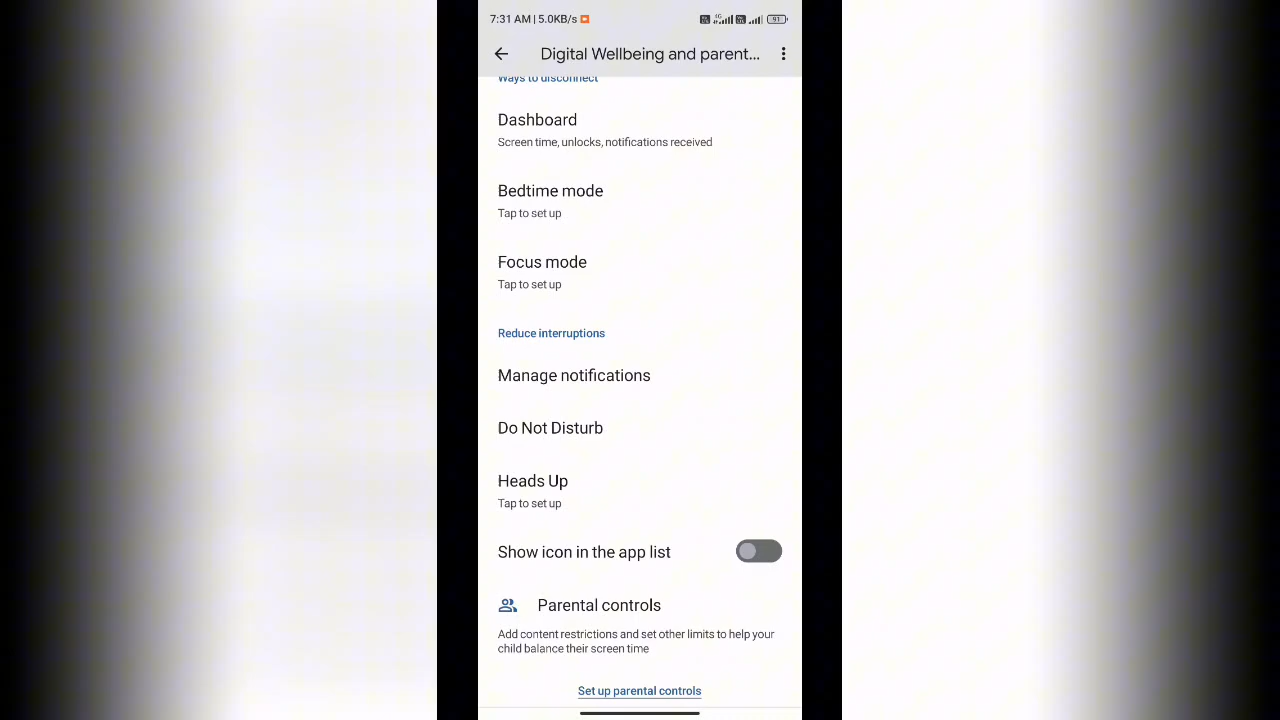 7:31 AM | 5.0KB/s
4G
91
Digital Wellbeing and parent...
Ways to disconnect
Dashboard
Screen time, unlocks, notifications received
Bedtime mode
Tap to set up
Focus mode
Tap to set up
Reduce interruptions
Manage notifications
Do Not Disturb
Heads Up
Tap to set up
Show icon in the app list
Parental controls
Add content restrictions and set other limits to help your
child balance their screen time
Set up parental controls